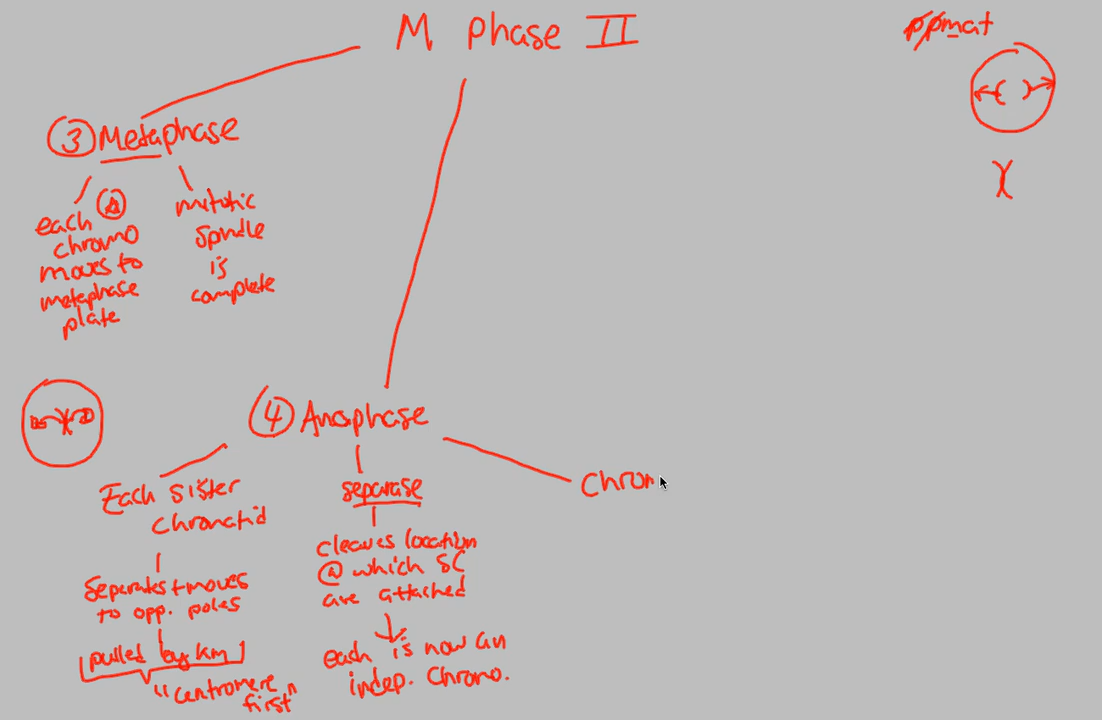 M phase II
ppmat
③ Metaphase
each
chromo
moves to
metaphase
plate
mitotic
spindle
is
complete
④ Anaphase
Each sister
chromatid
separates + moves
to opp. poles
pulled by km
"centromere
first"
separase
cleaves location
@ which SC
are attached
each is now an
indep. chromo.
Chrom